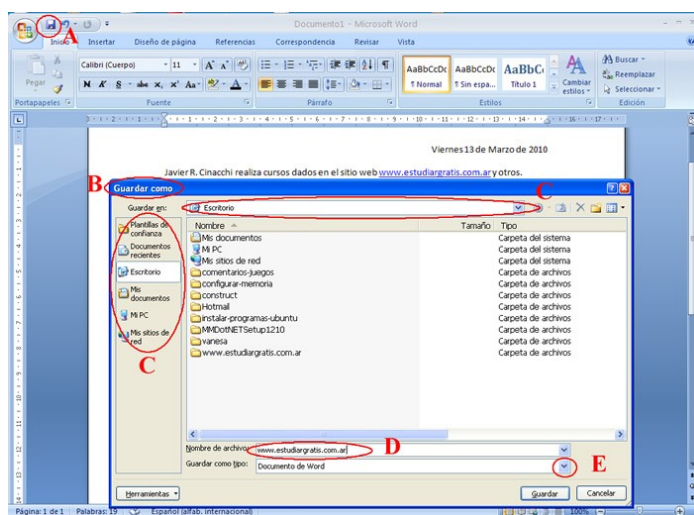 Documento1 - Microsoft Word
A
Inicio Insertar Diseño de página Referencias Correspondencia Revisar Vista
Pegar
Calibri (Cuerpo) 11
N K S abc x, x² Aa A
AaBbCcDc AaBbCcDc AaBbC
¶ Normal ¶ Sin espa... Título 1
Cambiar estilos
Buscar
Reemplazar
Seleccionar
Portapapeles Fuente Párrafo Estilos Edición
Viernes 13 de Marzo de 2010
Javier R. Cinacchi realiza cursos dados en el sitio web www.estudiargratis.com.ar y otros.
B Guardar como
C
Guardar en: Escritorio
Plantillas de confianza
Documentos recientes
Escritorio
Mis documentos
Mi PC
Mis sitios de red
C
Nombre Tamaño Tipo
Mis documentos Carpeta del sistema
Mi PC Carpeta del sistema
Mis sitios de red Carpeta del sistema
comentarios-juegos Carpeta de archivos
configurar-memoria Carpeta de archivos
construct Carpeta de archivos
Hotmail Carpeta de archivos
instalar-programas-ubuntu Carpeta de archivos
MMDotNETSetup1210 Carpeta de archivos
vanesa Carpeta de archivos
www.estudiargratis.com.ar Carpeta de archivos
Nombre de archivo: www.estudiargratis.com.ar D
Guardar como tipo: Documento de Word E
Herramientas Guardar Cancelar
Página: 1 de 1 Palabras: 19 Español (alfab. internacional) 100%